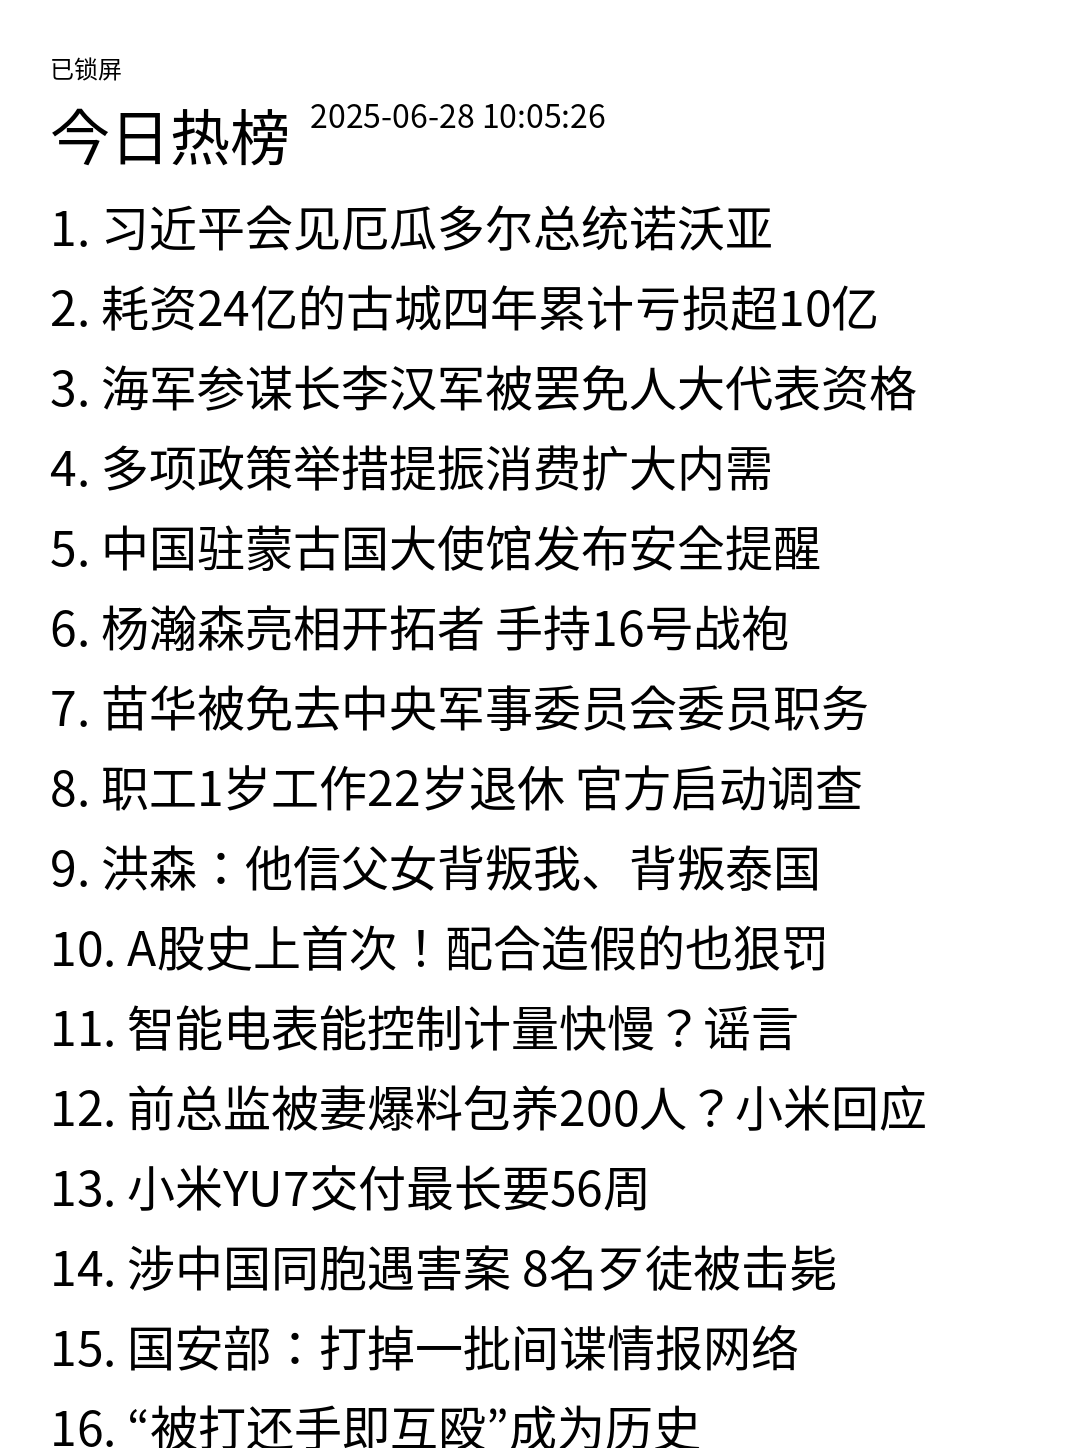 已锁屏
今日热榜 2025-06-28 10:05:26
1. 习近平会见厄瓜多尔总统诺沃亚
2. 耗资24亿的古城四年累计亏损超10亿
3. 海军参谋长李汉军被罢免人大代表资格
4. 多项政策举措提振消费扩大内需
5. 中国驻蒙古国大使馆发布安全提醒
6. 杨瀚森亮相开拓者 手持16号战袍
7. 苗华被免去中央军事委员会委员职务
8. 职工1岁工作22岁退休 官方启动调查
9. 洪森：他信父女背叛我、背叛泰国
10. A股史上首次！配合造假的也狠罚
11. 智能电表能控制计量快慢？谣言
12. 前总监被妻爆料包养200人？小米回应
13. 小米YU7交付最长要56周
14. 涉中国同胞遇害案 8名歹徒被击毙
15. 国安部：打掉一批间谍情报网络
16. “被打还手即互殴”成为历史